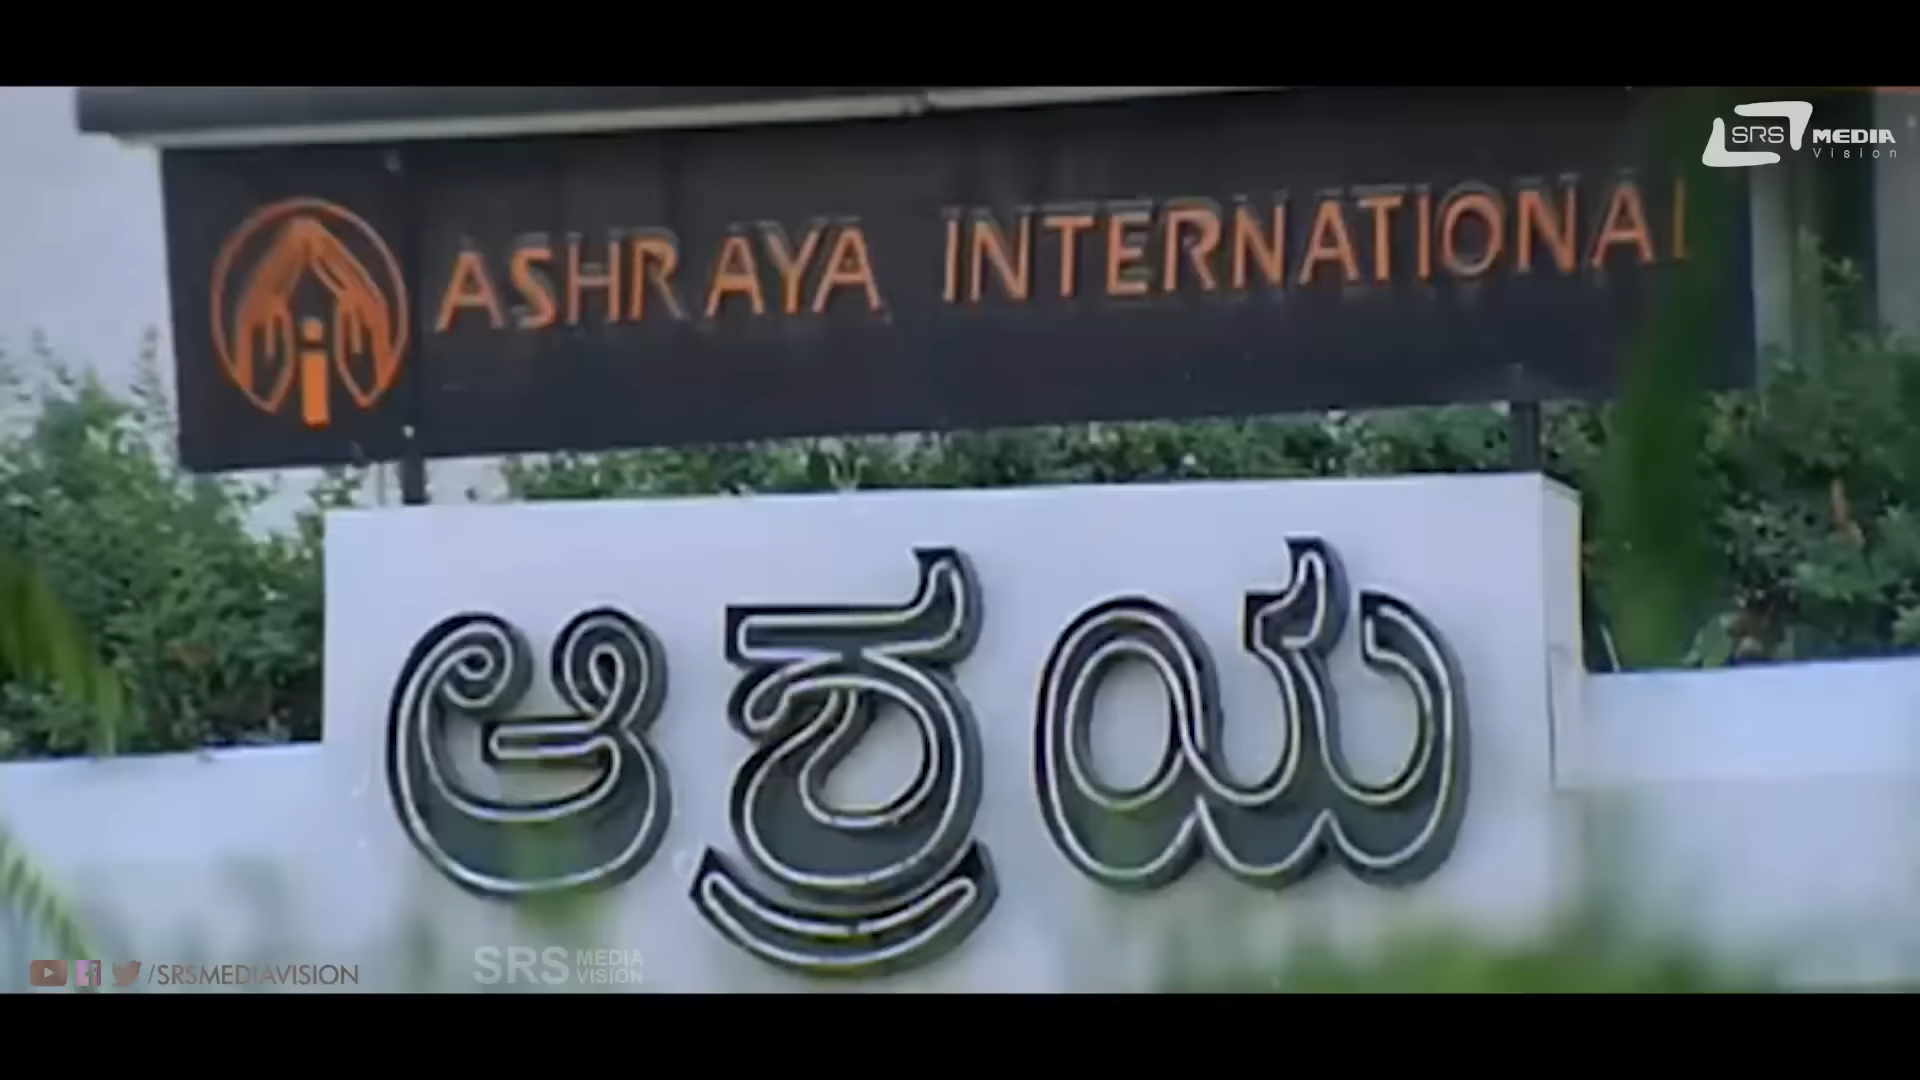 SRS MEDIA
Vision
ASHRAYA INTERNATIONAL
ಆಶ್ರಯ
/SRSMEDIAVISION
SRS MEDIA
VISION